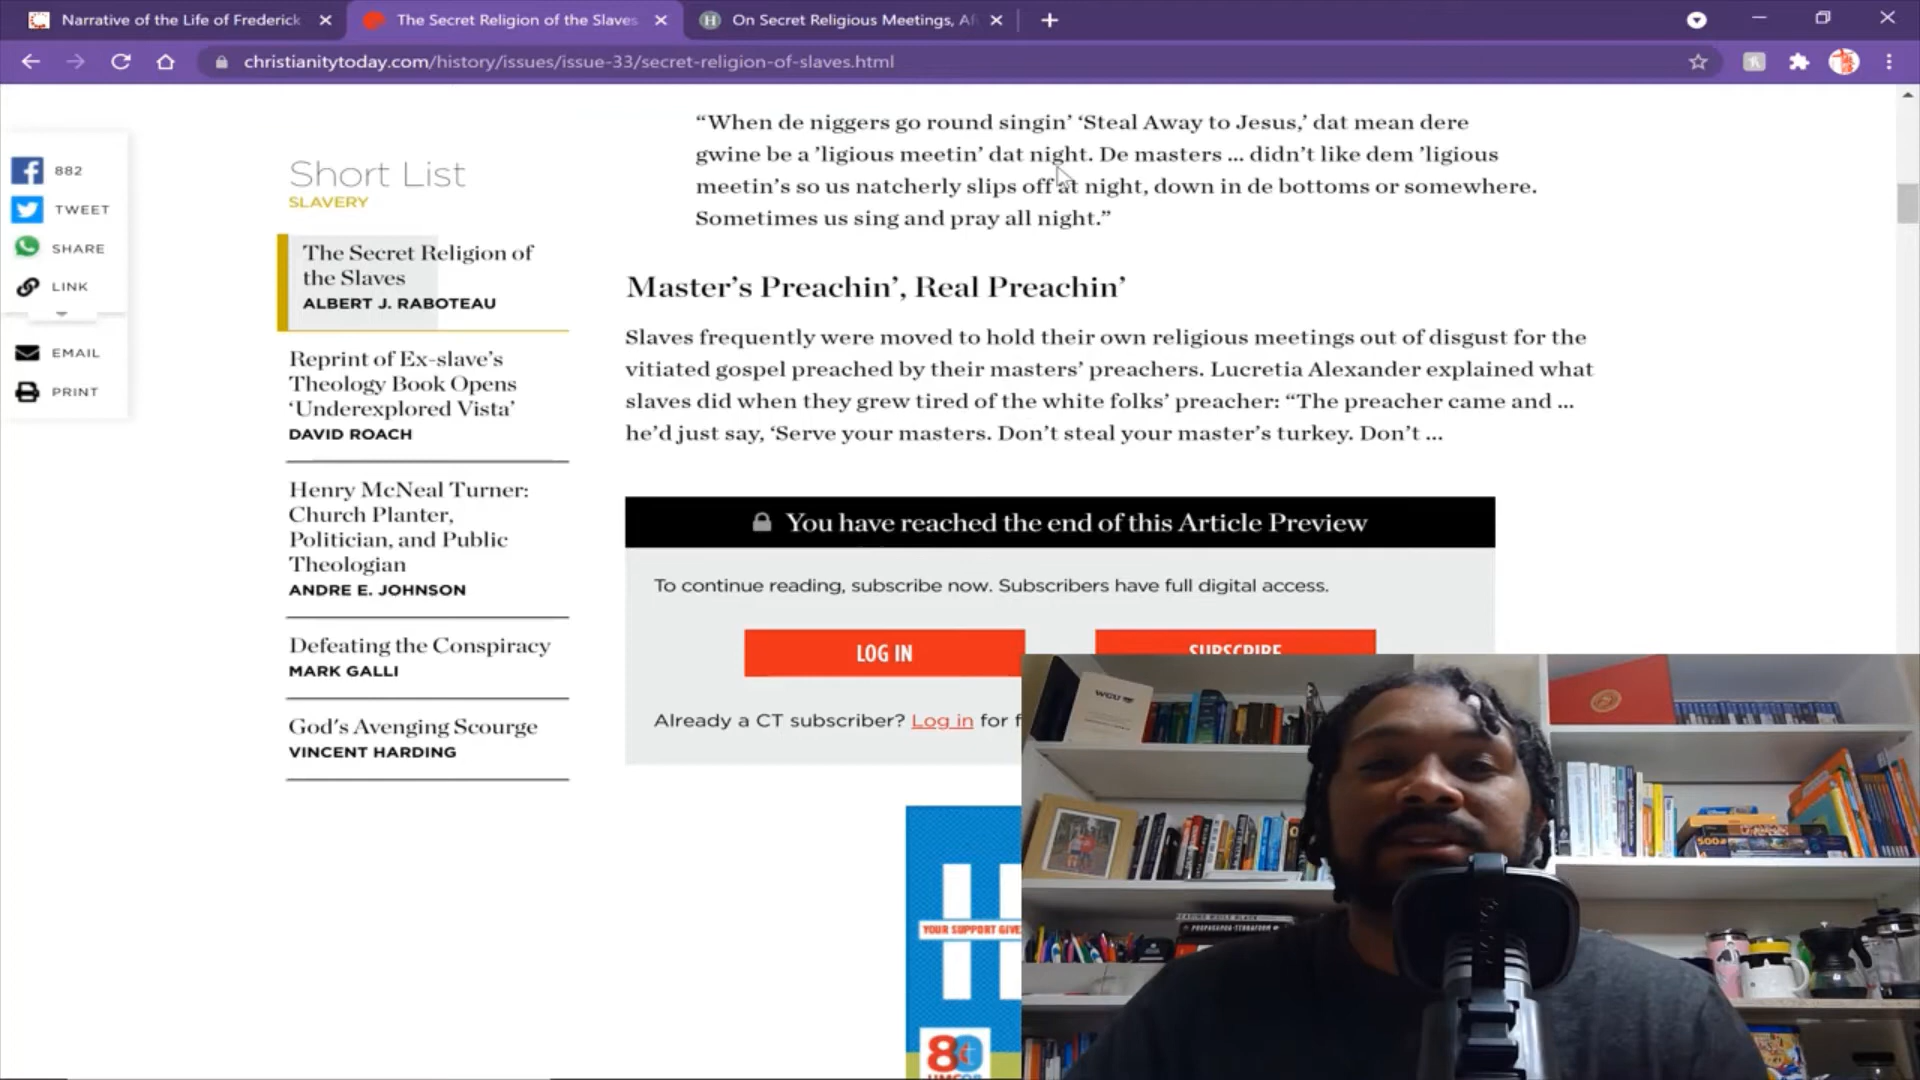 Narrative of the Life of Frederick
The Secret Religion of the Slaves
On Secret Religious Meetings, Af
christianitytoday.com/history/issues/issue-33/secret-religion-of-slaves.html
882
TWEET
SHARE
LINK
EMAIL
PRINT
Short List
SLAVERY
The Secret Religion of
the Slaves
ALBERT J. RABOTEAU
Reprint of Ex-slave’s
Theology Book Opens
‘Underexplored Vista’
DAVID ROACH
Henry McNeal Turner:
Church Planter,
Politician, and Public
Theologian
ANDRE E. JOHNSON
Defeating the Conspiracy
MARK GALLI
God's Avenging Scourge
VINCENT HARDING
“When de niggers go round singin’ ‘Steal Away to Jesus,’ dat mean dere
gwine be a ’ligious meetin’ dat night. De masters ... didn’t like dem ’ligious
meetin’s so us natcherly slips off at night, down in de bottoms or somewhere.
Sometimes us sing and pray all night.”
Master’s Preachin’, Real Preachin’
Slaves frequently were moved to hold their own religious meetings out of disgust for the
vitiated gospel preached by their masters’ preachers. Lucretia Alexander explained what
slaves did when they grew tired of the white folks’ preacher: “The preacher came and ...
he’d just say, ‘Serve your masters. Don’t steal your master’s turkey. Don’t ...
You have reached the end of this Article Preview
To continue reading, subscribe now. Subscribers have full digital access.
LOG IN
SUBSCRIBE
Already a CT subscriber? Log in for f
YOUR SUPPORT GIVE
80
UMCOR
WGU
500